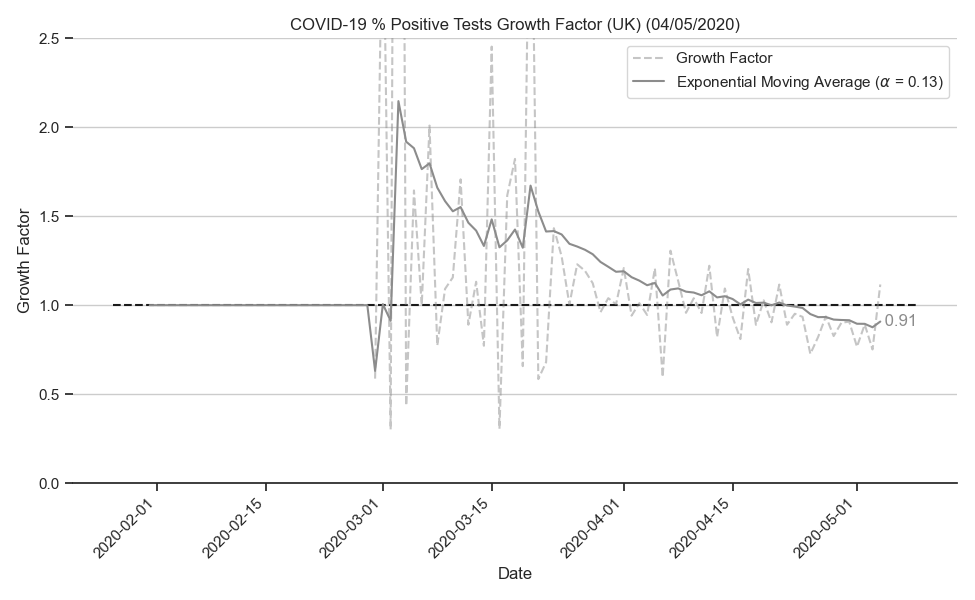 COVID-19 % Positive Tests Growth Factor (UK) (04/05/2020)
Growth Factor
Exponential Moving Average (α = 0.13)
2.5
2.0
1.5
1.0
0.5
0.0
Growth Factor
0.91
2020-02-01
2020-02-15
2020-03-01
2020-03-15
2020-04-01
2020-04-15
2020-05-01
Date